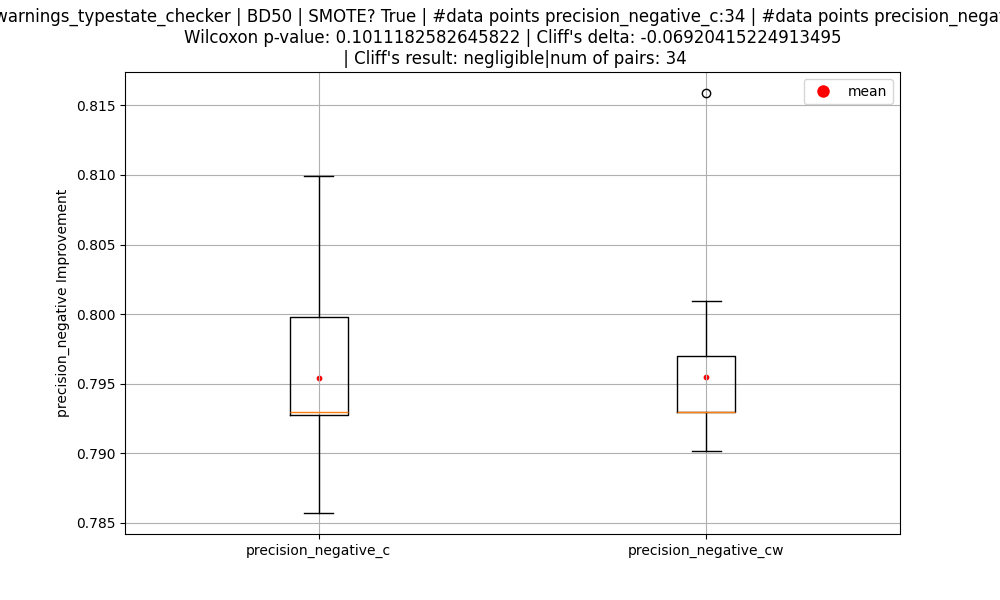 warnings_typestate_checker | BD50 | SMOTE? True | #data points precision_negative_c:34 | #data points
Wilcoxon p-value: 0.1011182582645822 | Cliff's delta: -0.06920415224913495
| Cliff's result: negligible|num of pairs: 34
mean
0.815
0.810
0.805
0.800
0.795
0.790
0.785
precision_negative Improvement
precision_negative_c
precision_negative_cw